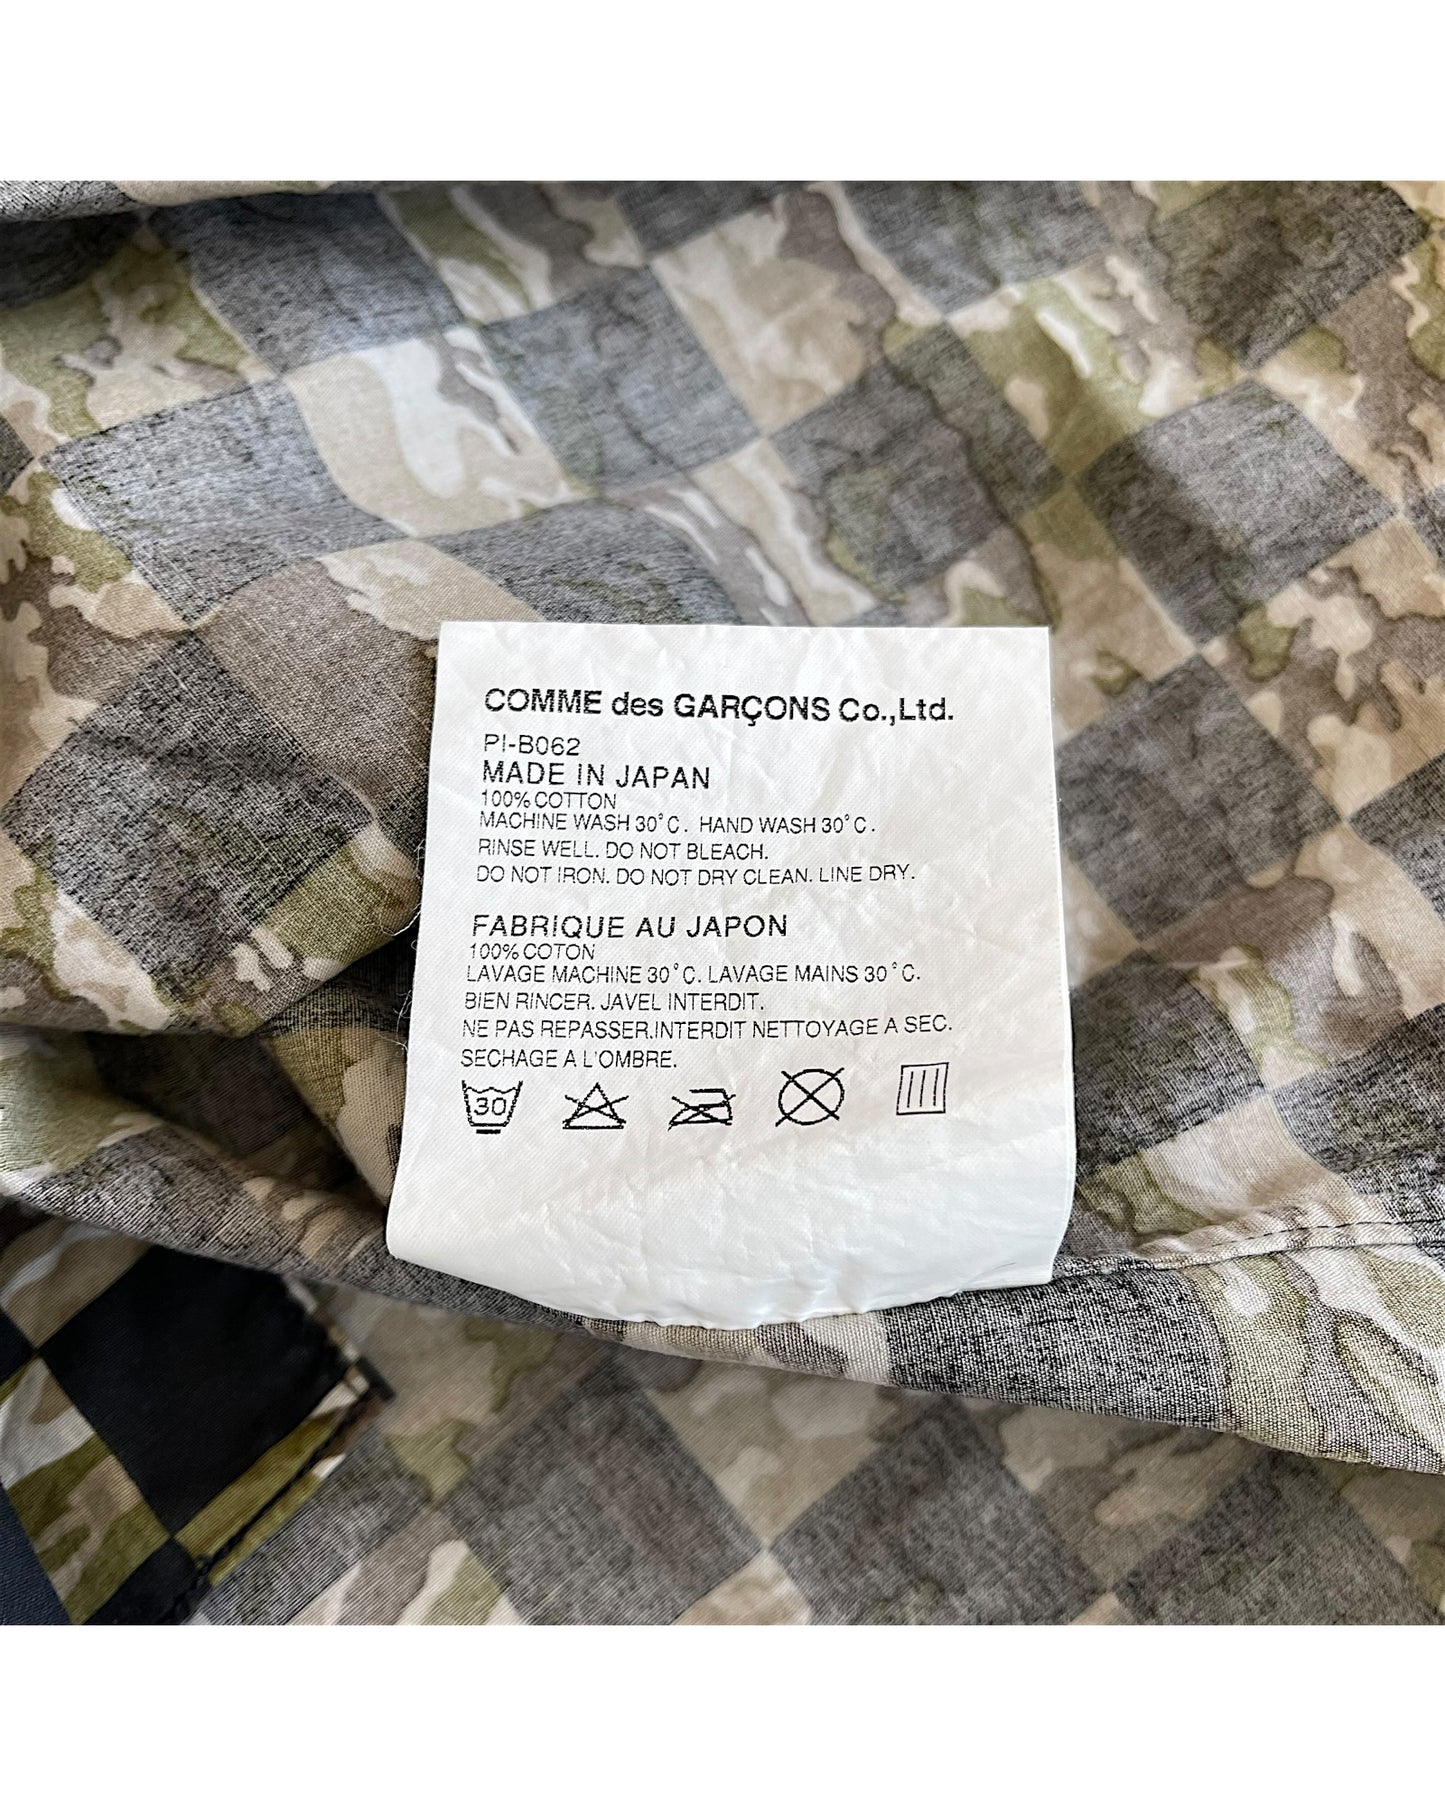 COMME des GARÇONS Co.,Ltd.
PI-B062
MADE IN JAPAN
100% COTTON
MACHINE WASH 30°C. HAND WASH 30°C.
RINSE WELL. DO NOT BLEACH.
DO NOT IRON. DO NOT DRY CLEAN. LINE DRY.
FABRIQUE AU JAPON
100% COTON
LAVAGE MACHINE 30°C. LAVAGE MAINS 30°C.
BIEN RINCER. JAVEL INTERDIT.
NE PAS REPASSER.INTERDIT NETTOYAGE A SEC.
SECHAGE A L'OMBRE.
30